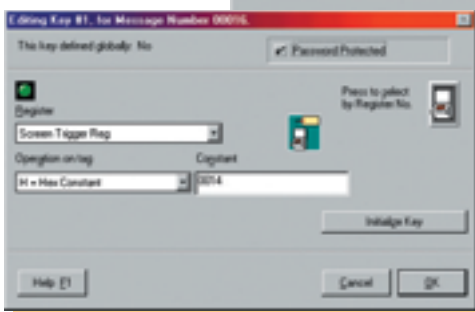 Editing Key #1, for Message Number 00016.
This key defined globally: No
Password Protected
Press to select
by Register No.
Register
Screen Trigger Reg
Operation on tag
Constant
H = Hex Constant
0014
Initialize Key
Help F1
Cancel
OK